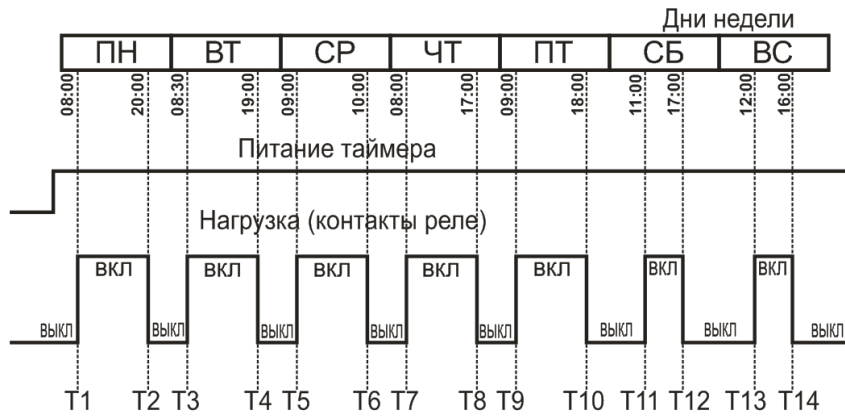 Дни недели
ПН ВТ СР ЧТ ПТ СБ ВС
08:00 20:00 08:30 19:00 09:00 10:00 08:00 17:00 09:00 18:00 11:00 17:00 12:00 16:00
Питание таймера
Нагрузка (контакты реле)
ВКЛ ВКЛ ВКЛ ВКЛ ВКЛ ВКЛ ВКЛ
ВЫКЛ ВЫКЛ ВЫКЛ ВЫКЛ ВЫКЛ ВЫКЛ ВЫКЛ ВЫКЛ
T1 T2 T3 T4 T5 T6 T7 T8 T9 T10 T11 T12 T13 T14